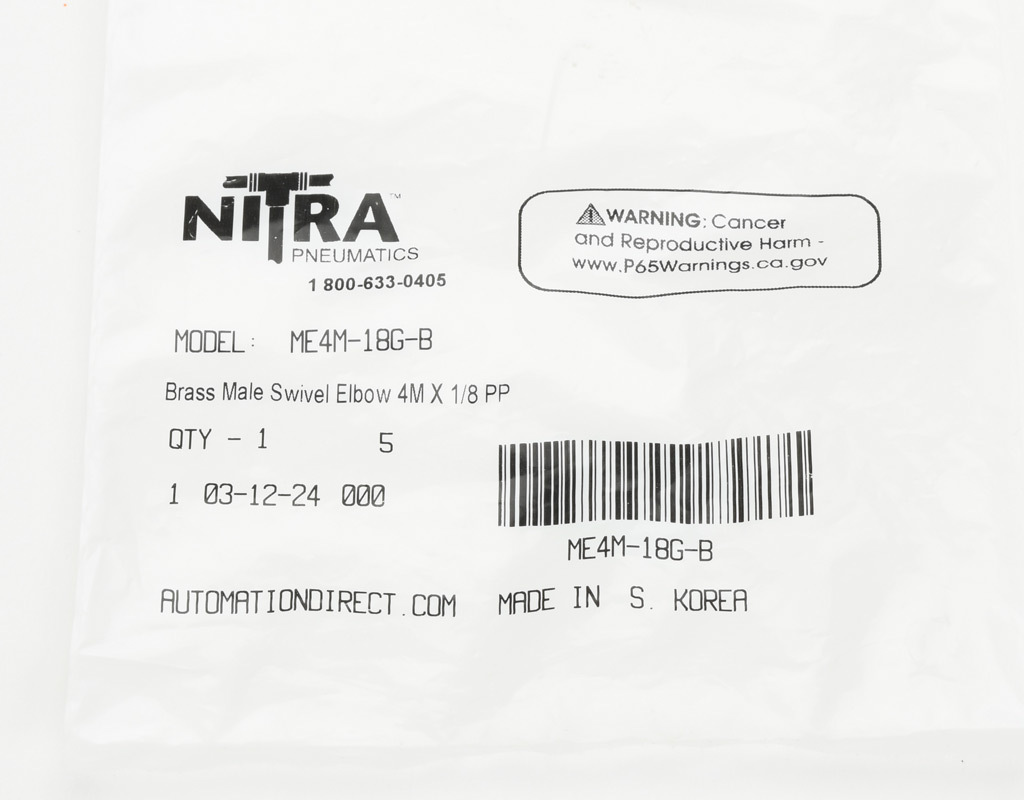 NITRA™
PNEUMATICS
1 800-633-0405
⚠WARNING: Cancer
and Reproductive Harm -
www.P65Warnings.ca.gov
MODEL: ME4M-18G-B
Brass Male Swivel Elbow 4M X 1/8 PP
QTY - 1 5
1 03-12-24 000
ME4M-18G-B
AUTOMATIONDIRECT.COM MADE IN S. KOREA